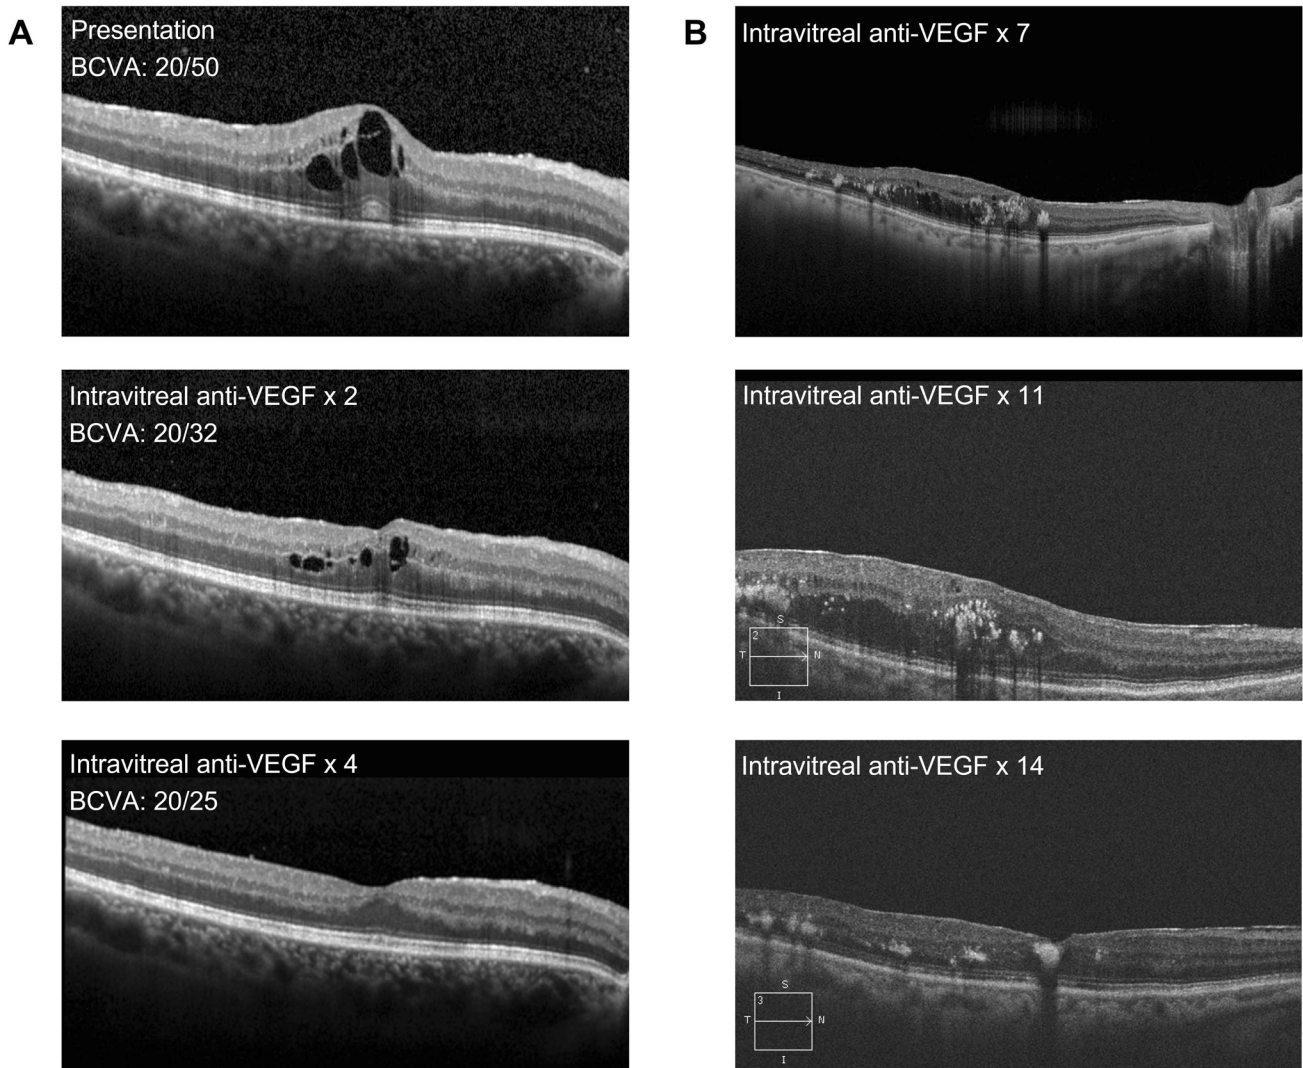 A
Presentation
BCVA: 20/50
Intravitreal anti-VEGF x 2
BCVA: 20/32
Intravitreal anti-VEGF x 4
BCVA: 20/25
B
Intravitreal anti-VEGF x 7
Intravitreal anti-VEGF x 11
S
2
T N
I
Intravitreal anti-VEGF x 14
S
3
T N
I